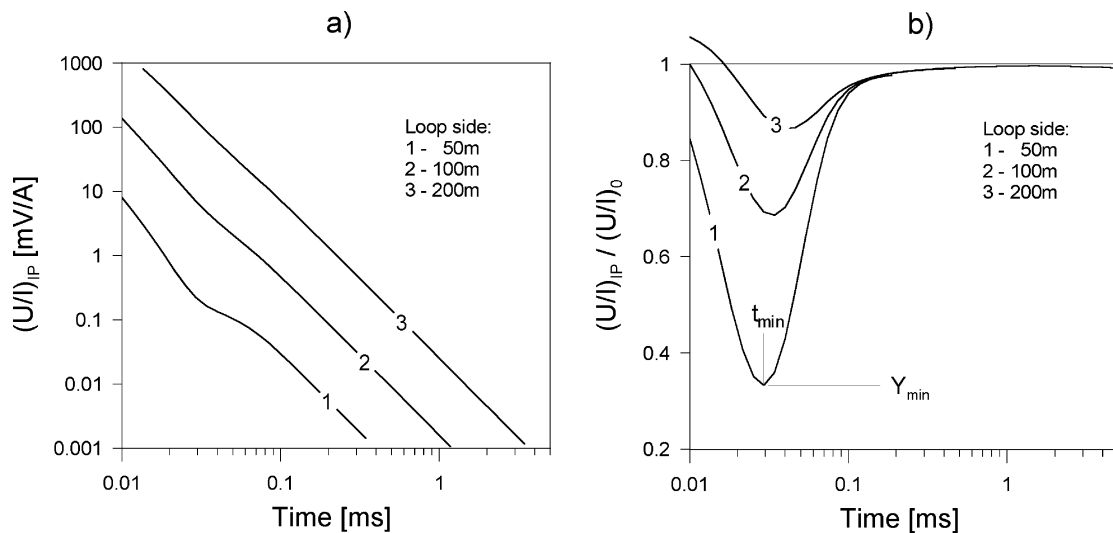 a)
(U/I)IP [mV/A]
1000
100
10
1
0.1
0.01
0.001
Loop side:
1 - 50m
2 - 100m
3 - 200m
3
2
1
0.01
0.1
1
Time [ms]
b)
(U/I)IP / (U/I)0
1
0.8
0.6
0.4
0.2
Loop side:
1 - 50m
2 - 100m
3 - 200m
3
2
1
tmin
Ymin
0.01
0.1
1
Time [ms]